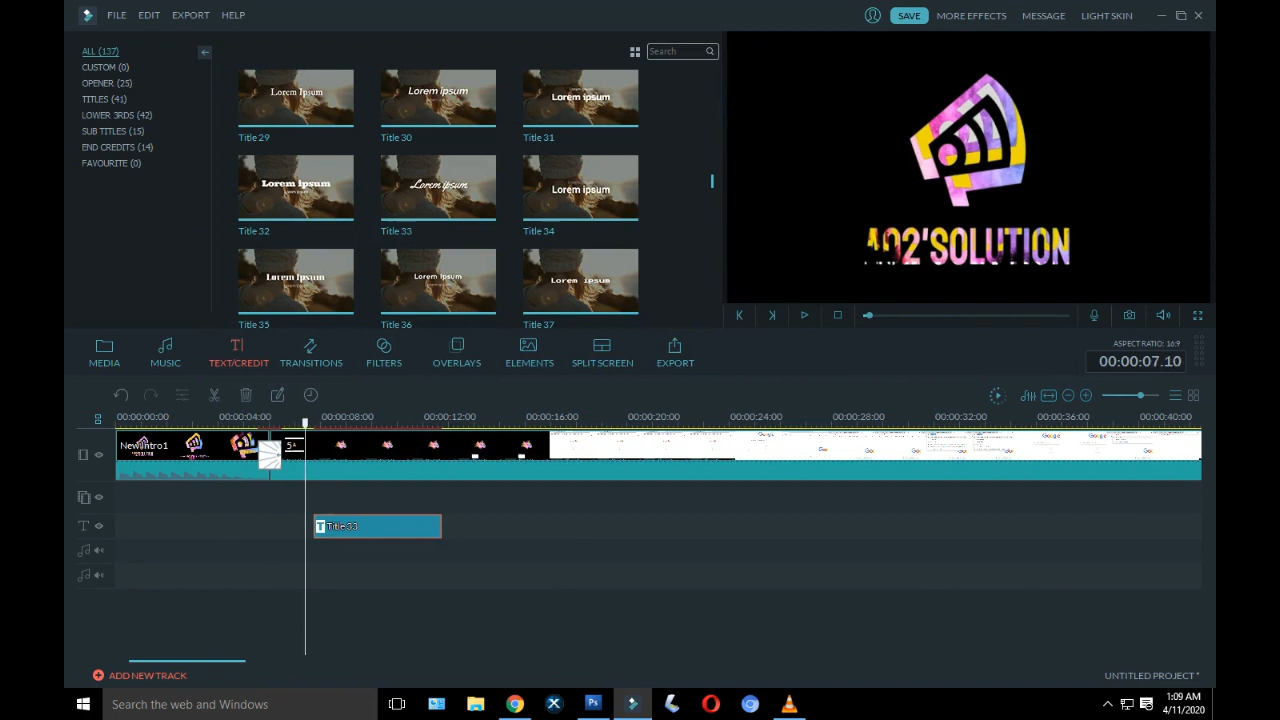 FILE EDIT EXPORT HELP
SAVE MORE EFFECTS MESSAGE LIGHT SKIN
ALL (137)
CUSTOM (0)
OPENER (25)
TITLES (41)
LOWER 3RDS (42)
SUB TITLES (15)
END CREDITS (14)
FAVOURITE (0)
Search
Lorem Ipsum
Lorem ipsum
Lorem ipsum
Title 29
Title 30
Title 31
Lorem ipsum
Lorem ipsum
Lorem ipsum
Title 32
Title 33
Title 34
Lorem Ipsum
Lorem ipsum
Lorem ipsum
Title 35
Title 36
Title 37
402'SOLUTION
MEDIA
MUSIC
TEXT/CREDIT
TRANSITIONS
FILTERS
OVERLAYS
ELEMENTS
SPLIT SCREEN
EXPORT
ASPECT RATIO: 16:9
00:00:07.10
00:00:00:00 00:00:04:00 00:00:08:00 00:00:12:00 00:00:16:00 00:00:20:00 00:00:24:00 00:00:28:00 00:00:32:00 00:00:36:00 00:00:40:00
NewIntro1
T Title 33
ADD NEW TRACK
UNTITLED PROJECT *
Search the web and Windows
1:09 AM
4/11/2020